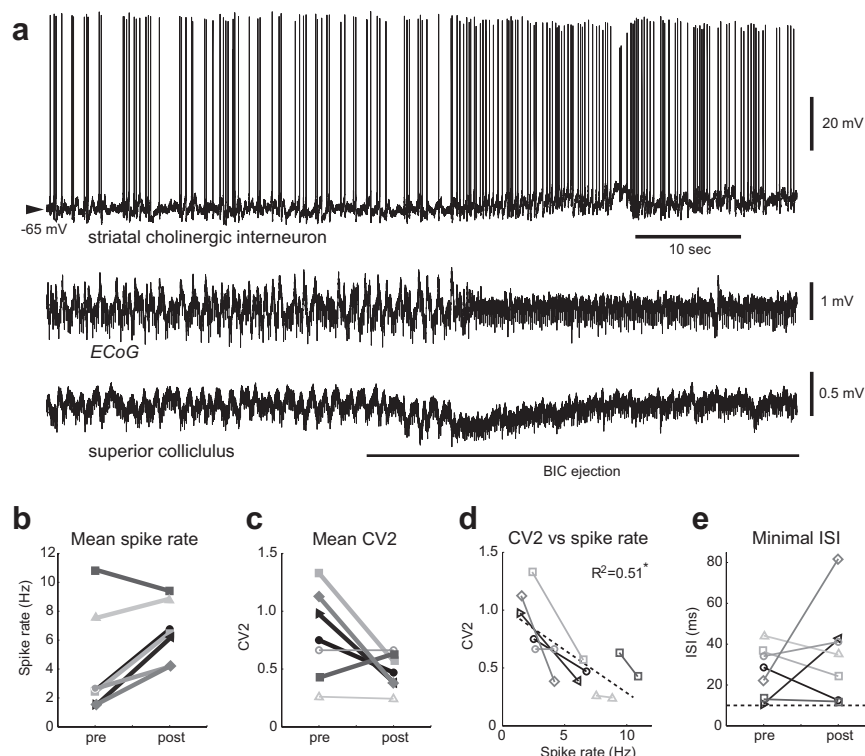 a
20 mV
-65 mV
striatal cholinergic interneuron
10 sec
1 mV
ECoG
0.5 mV
superior colliclulus
BIC ejection
b
Mean spike rate
Spike rate (Hz)
12
10
8
6
4
2
0
pre
post
c
Mean CV2
CV2
1.5
1.0
0.5
0
pre
post
d
CV2 vs spike rate
R²=0.51*
CV2
1.5
1.0
0.5
0
0
5
10
Spike rate (Hz)
e
Minimal ISI
ISI (ms)
80
60
40
20
0
pre
post